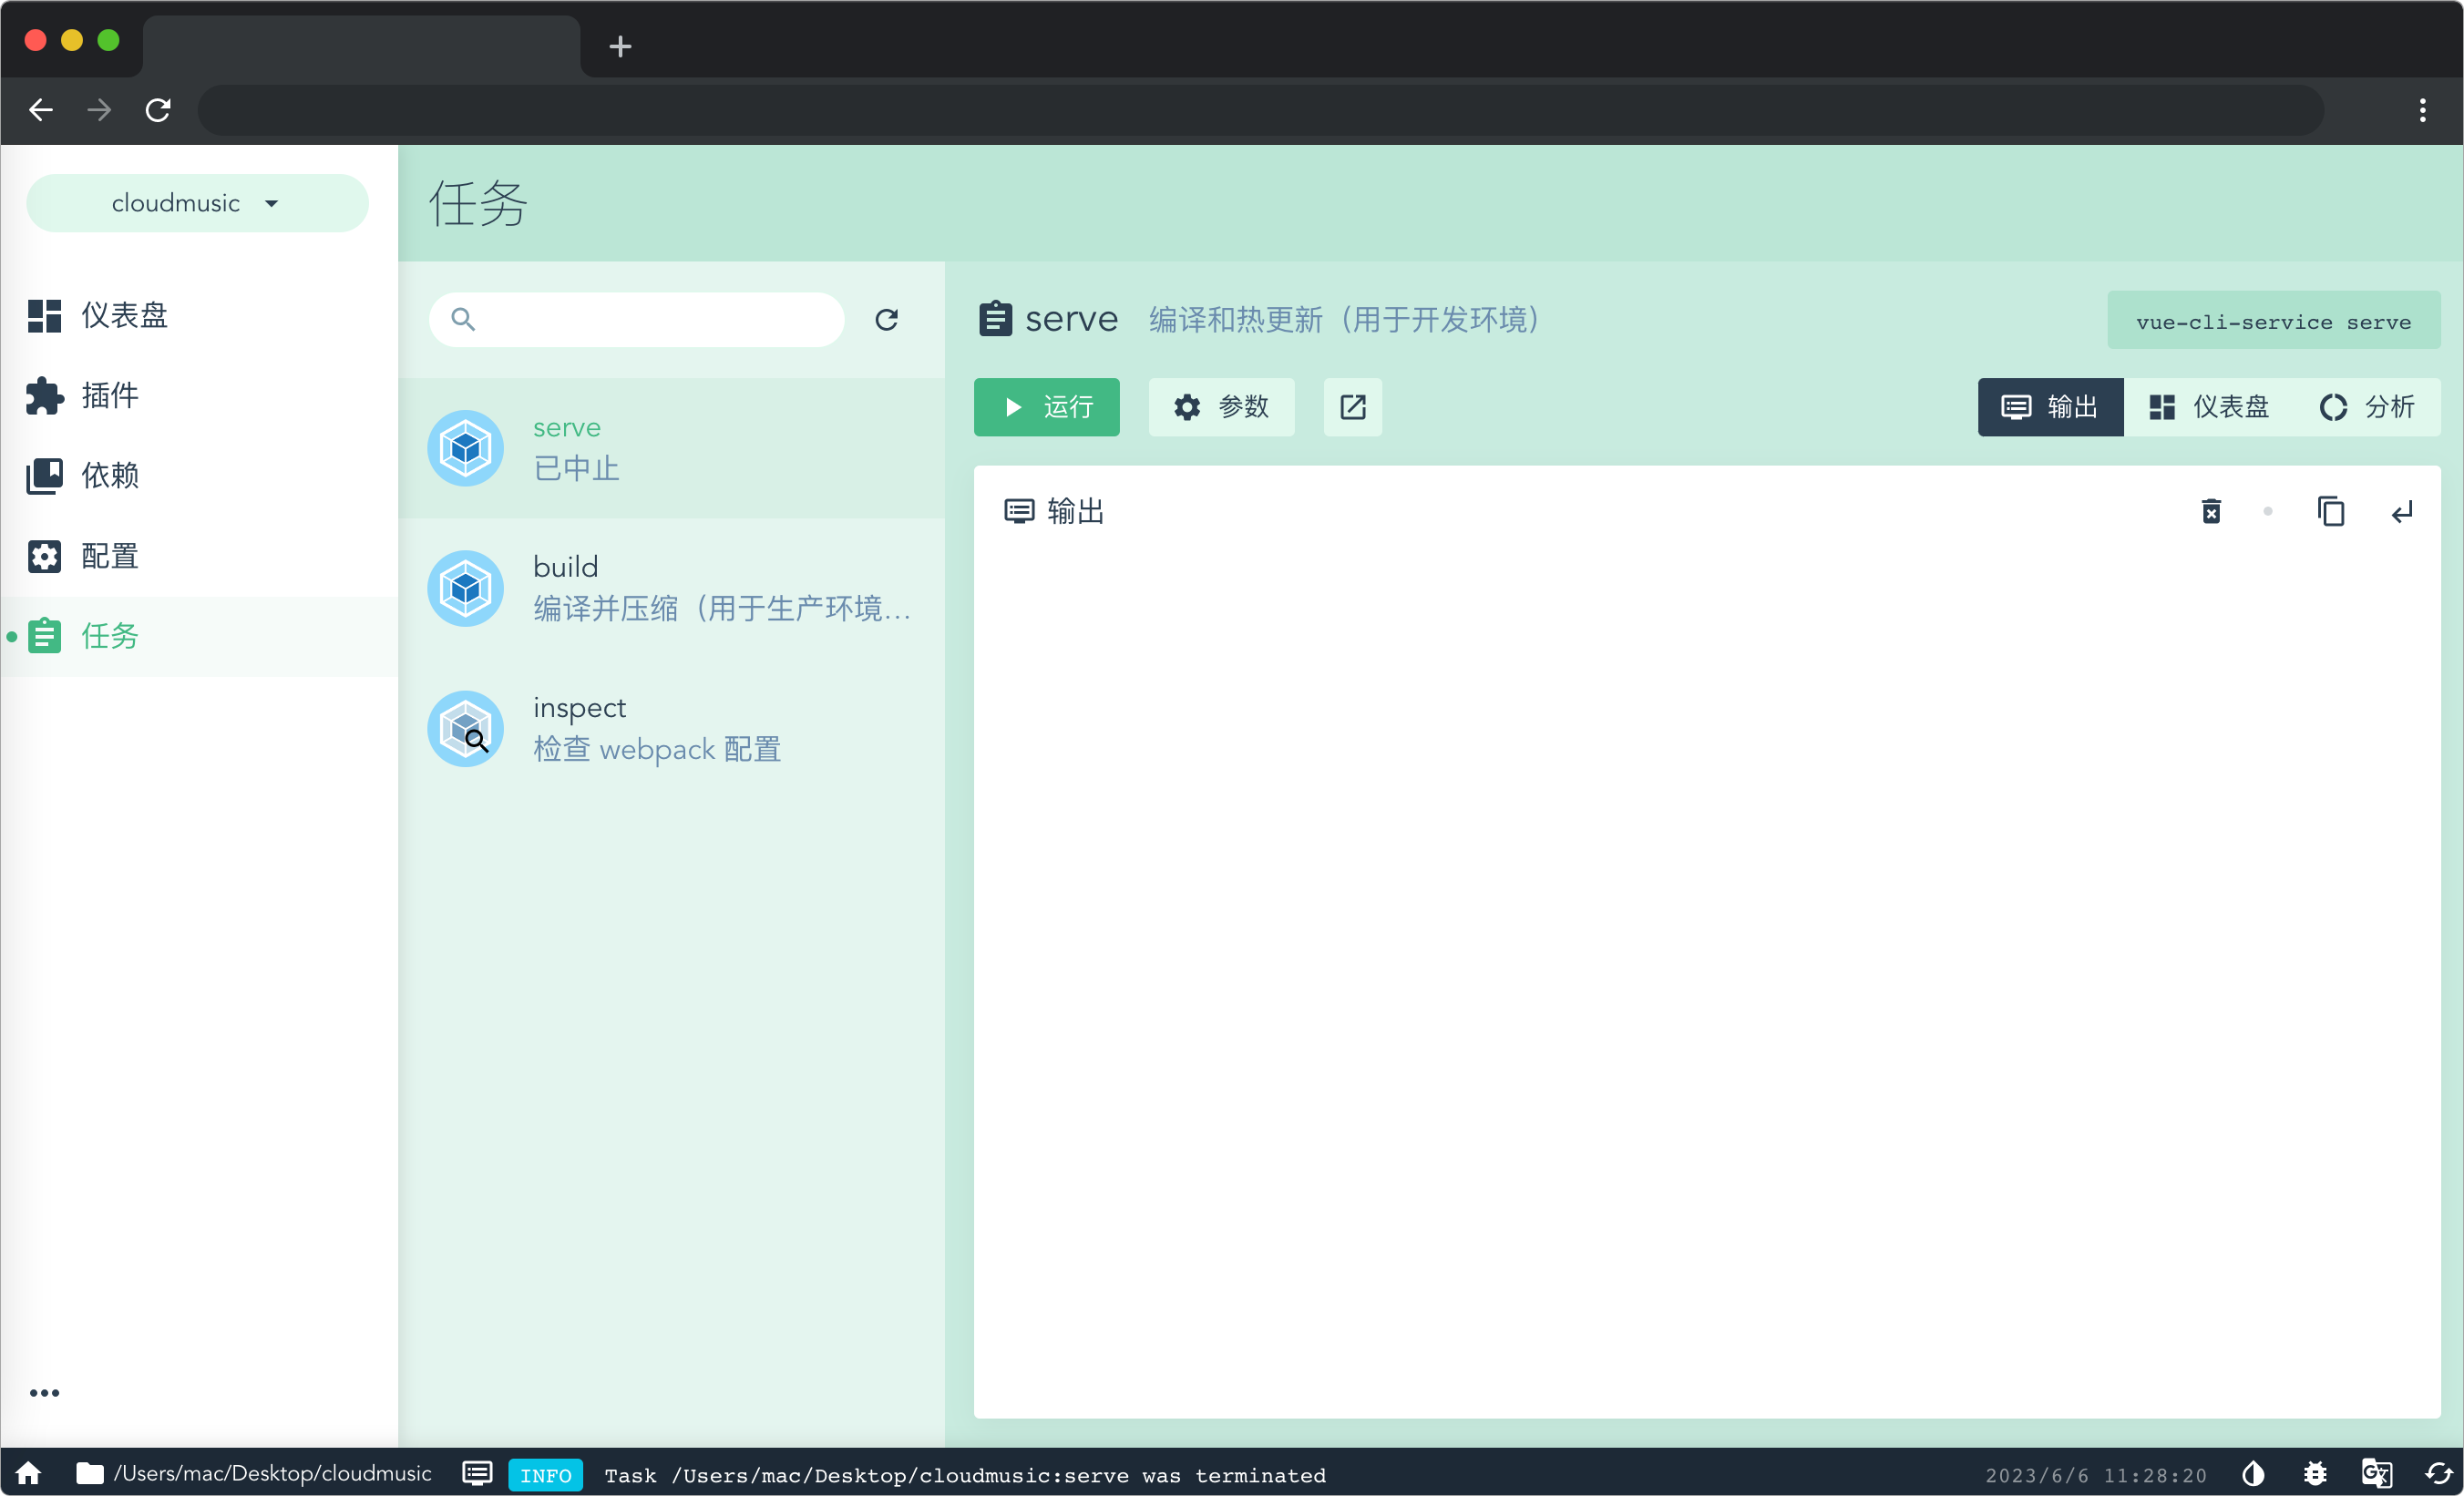 cloudmusic
任务
仪表盘
插件
依赖
配置
任务
serve
已中止
build
编译并压缩（用于生产环境...
inspect
检查 webpack 配置
serve 编译和热更新（用于开发环境）
vue-cli-service serve
运行 参数
输出 仪表盘 分析
输出
/Users/mac/Desktop/cloudmusic INFO Task /Users/mac/Desktop/cloudmusic:serve was terminated 2023/6/6 11:28:20